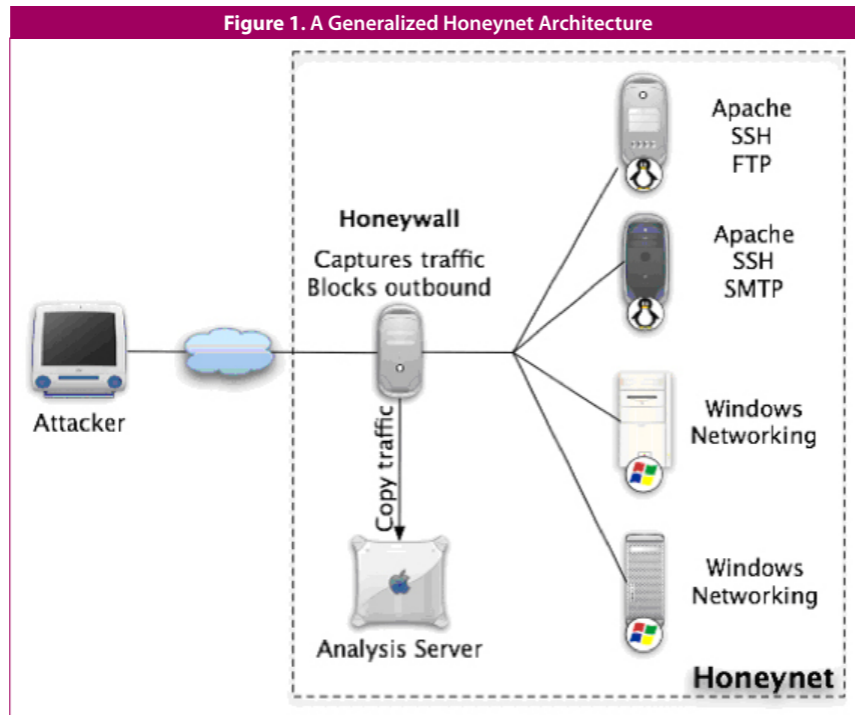 Figure 1. A Generalized Honeynet Architecture
Apache
SSH
FTP
Honeywall
Captures traffic
Blocks outbound
Apache
SSH
SMTP
Attacker
Copy traffic
Windows
Networking
Analysis Server
Windows
Networking
Honeynet